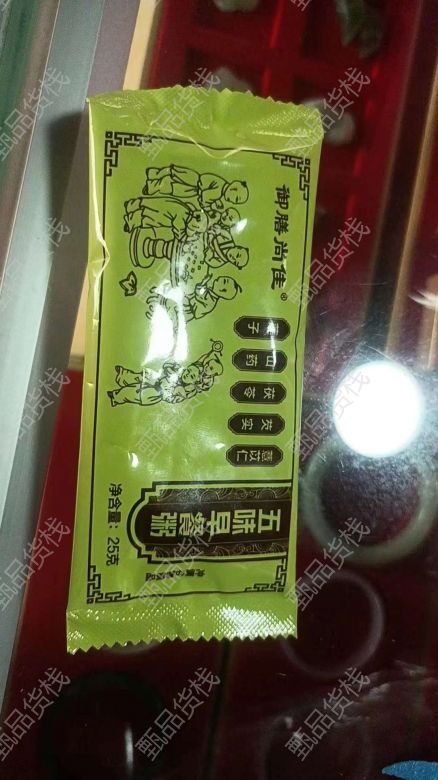 御膳尚佳®
莲子
山药
茯苓
芡实
薏苡仁
五味早餐粥
净含量：25克
甄品货栈